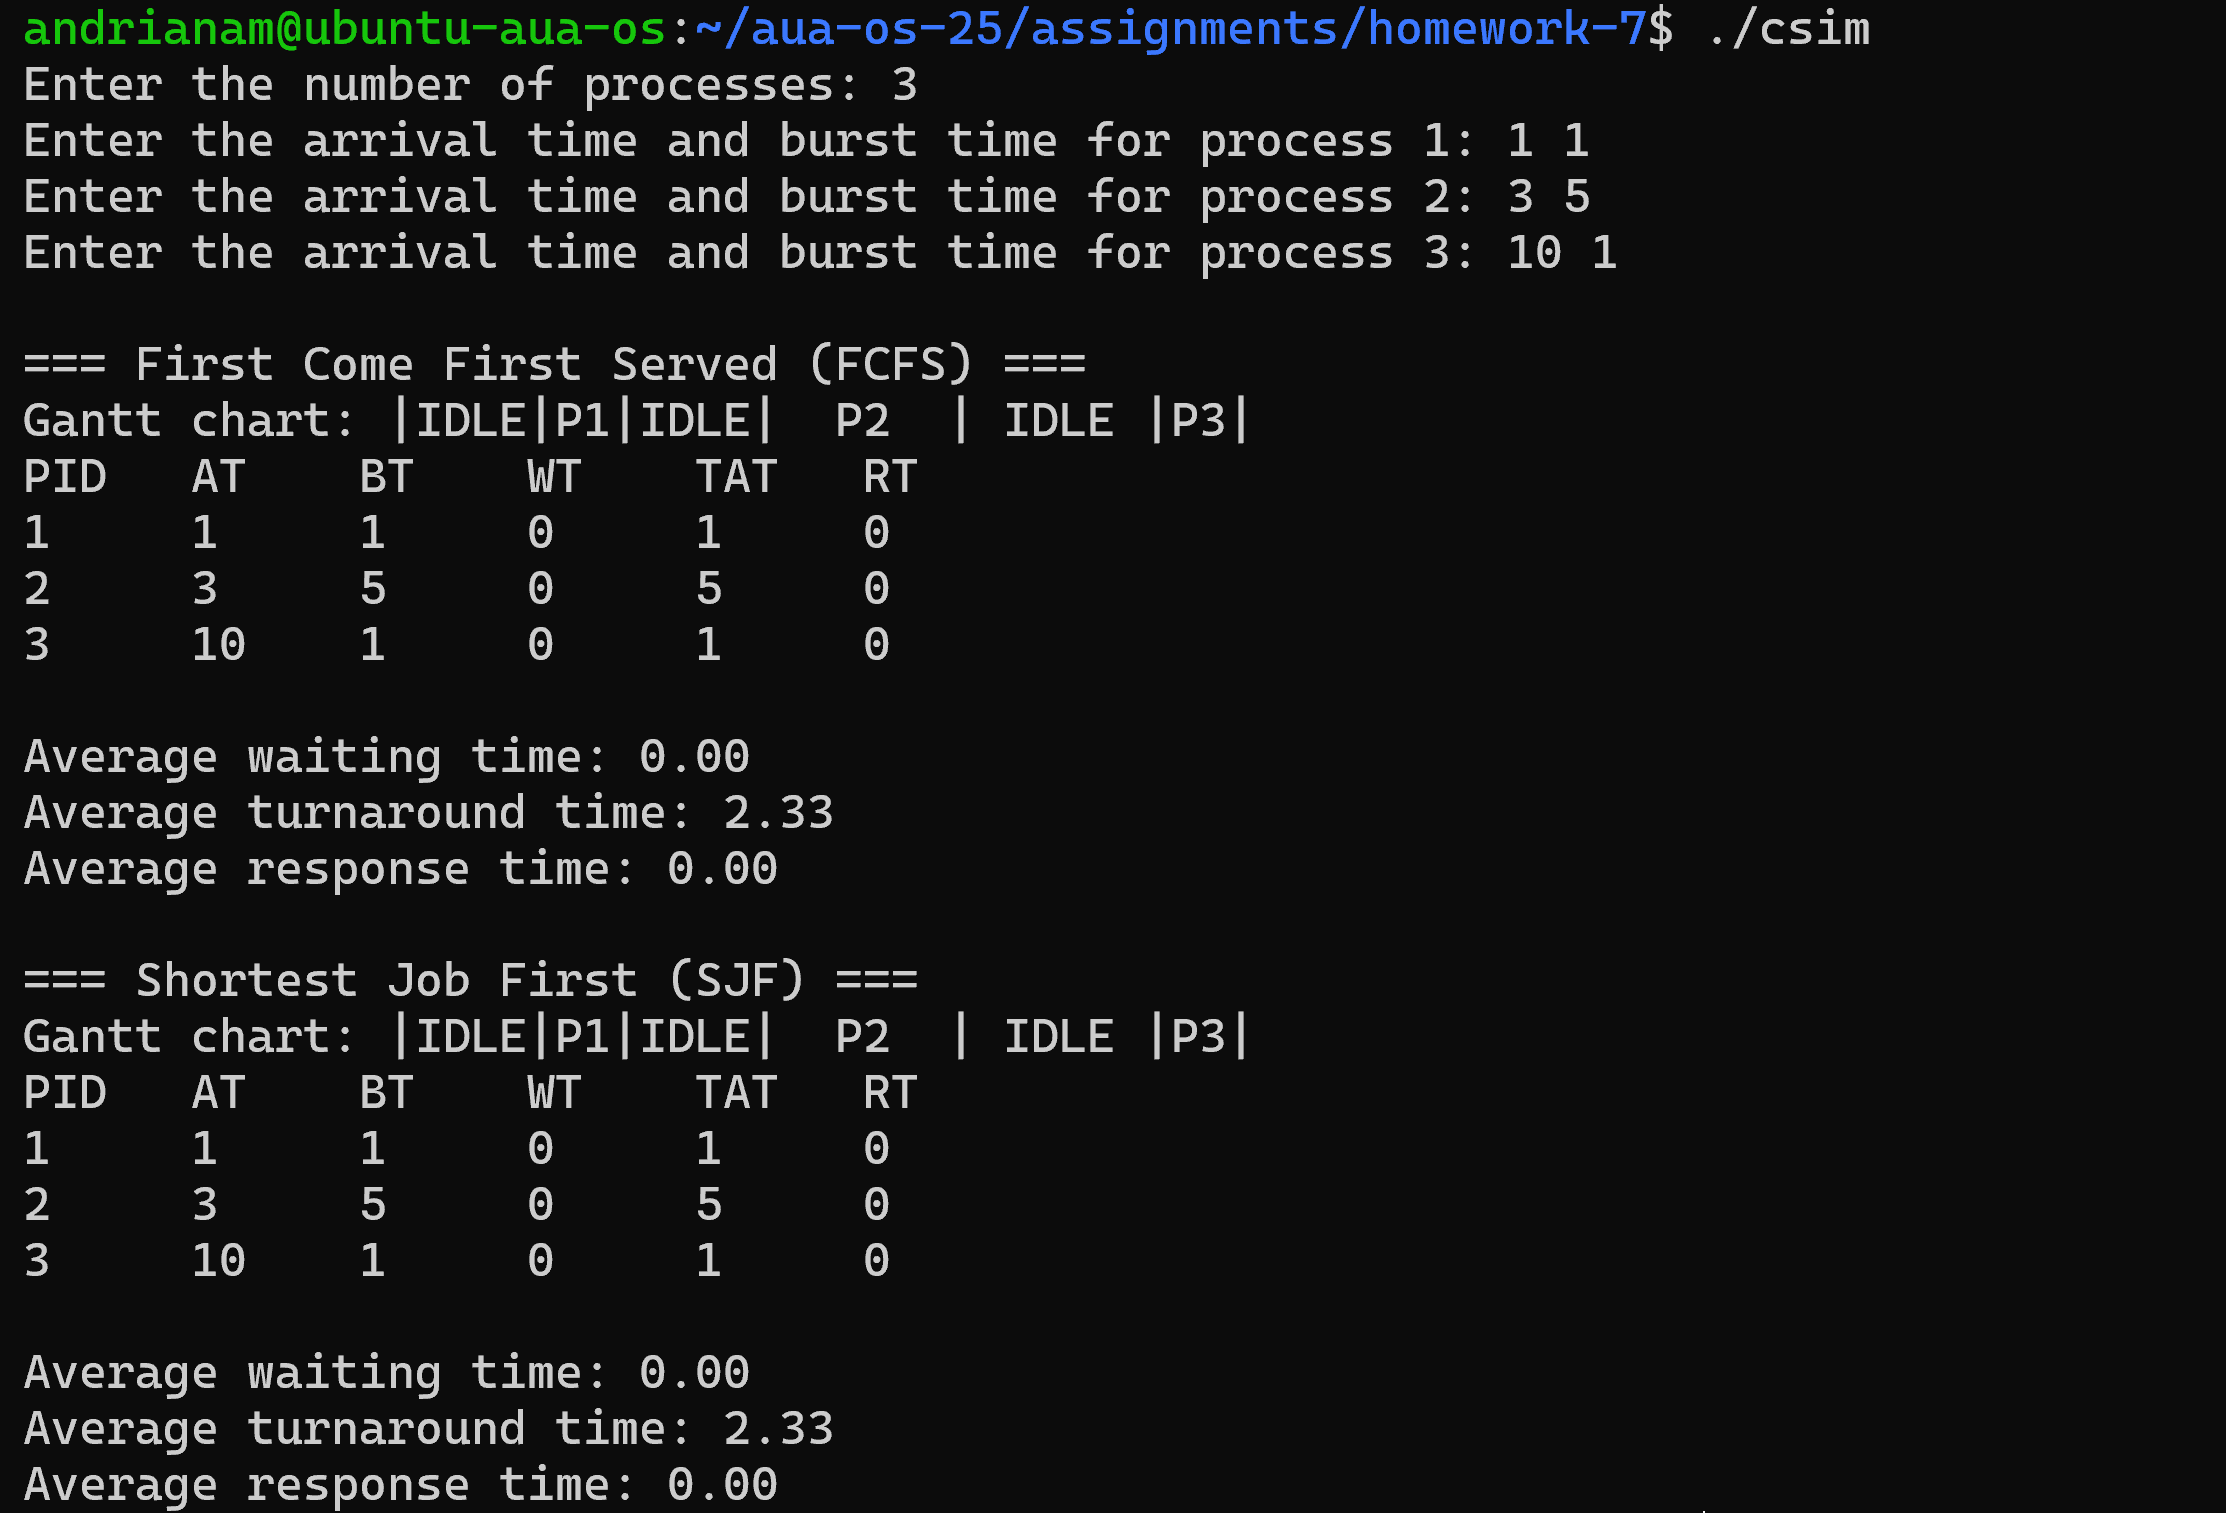 andrianam@ubuntu-aua-os:~/aua-os-25/assignments/homework-7$ ./csim
Enter the number of processes: 3
Enter the arrival time and burst time for process 1: 1 1
Enter the arrival time and burst time for process 2: 3 5
Enter the arrival time and burst time for process 3: 10 1

=== First Come First Served (FCFS) ===
Gantt chart: |IDLE|P1|IDLE|  P2  | IDLE |P3|
PID   AT    BT    WT    TAT   RT
1     1     1     0     1     0
2     3     5     0     5     0
3     10    1     0     1     0

Average waiting time: 0.00
Average turnaround time: 2.33
Average response time: 0.00

=== Shortest Job First (SJF) ===
Gantt chart: |IDLE|P1|IDLE|  P2  | IDLE |P3|
PID   AT    BT    WT    TAT   RT
1     1     1     0     1     0
2     3     5     0     5     0
3     10    1     0     1     0

Average waiting time: 0.00
Average turnaround time: 2.33
Average response time: 0.00